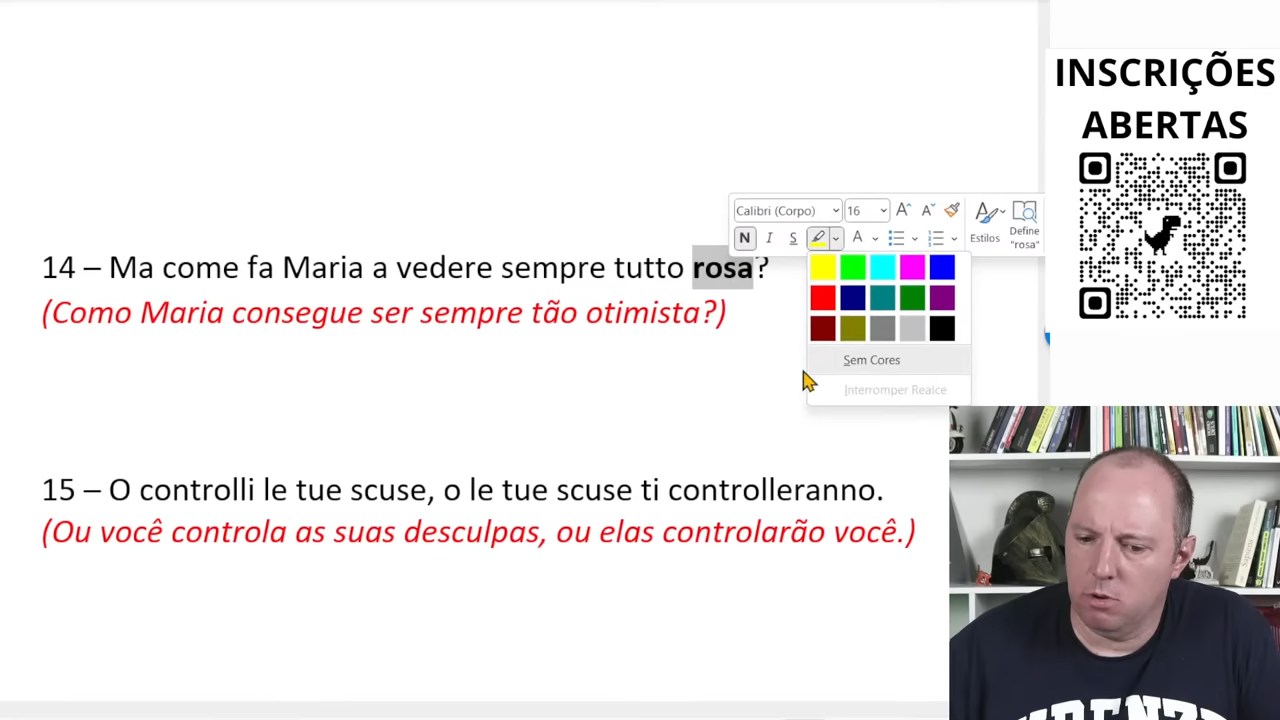 INSCRIÇÕES
ABERTAS
Calibri (Corpo)
16
A
A
N
I
S
A
Estilos
Define
"rosa"
14 – Ma come fa Maria a vedere sempre tutto rosa?
(Como Maria consegue ser sempre tão otimista?)
Sem Cores
Interromper Realce
15 – O controlli le tue scuse, o le tue scuse ti controlleranno.
(Ou você controla as suas desculpas, ou elas controlarão você.)